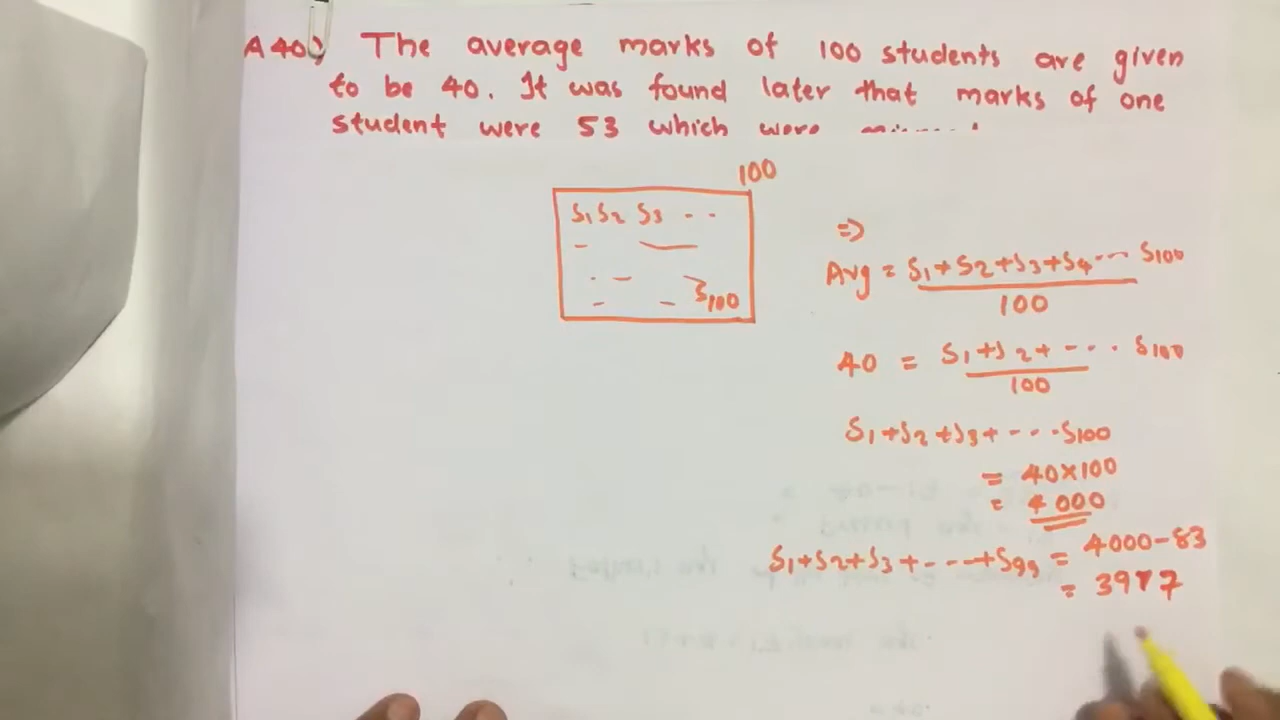 A 40) The average marks of 100 students are given
to be 40. It was found later that marks of one
student were 53 which were
100
S1 S2 S3 - -
S100
=>
Avg = S1+S2+S3+S4 ---- S100
100
40 = S1+S2+ ---- S100
100
S1+S2+S3+ - - - S100
= 40x100
= 4000
S1+S2+S3+ - - - +S99 = 4000-83
= 3917